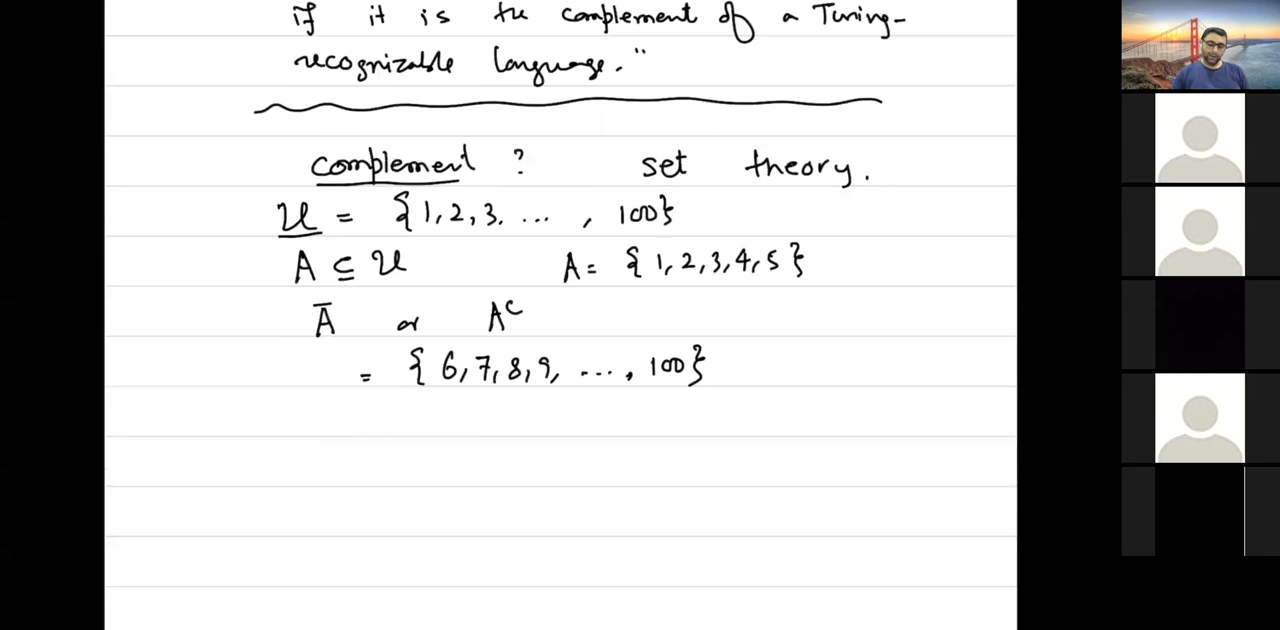 if it is the complement of a Turing-
recognizable language."
complement ? set theory.
U = {1, 2, 3, ... , 100}
A ⊆ U A = {1, 2, 3, 4, 5}
Ā or Aᶜ
= {6, 7, 8, 9, ..., 100}